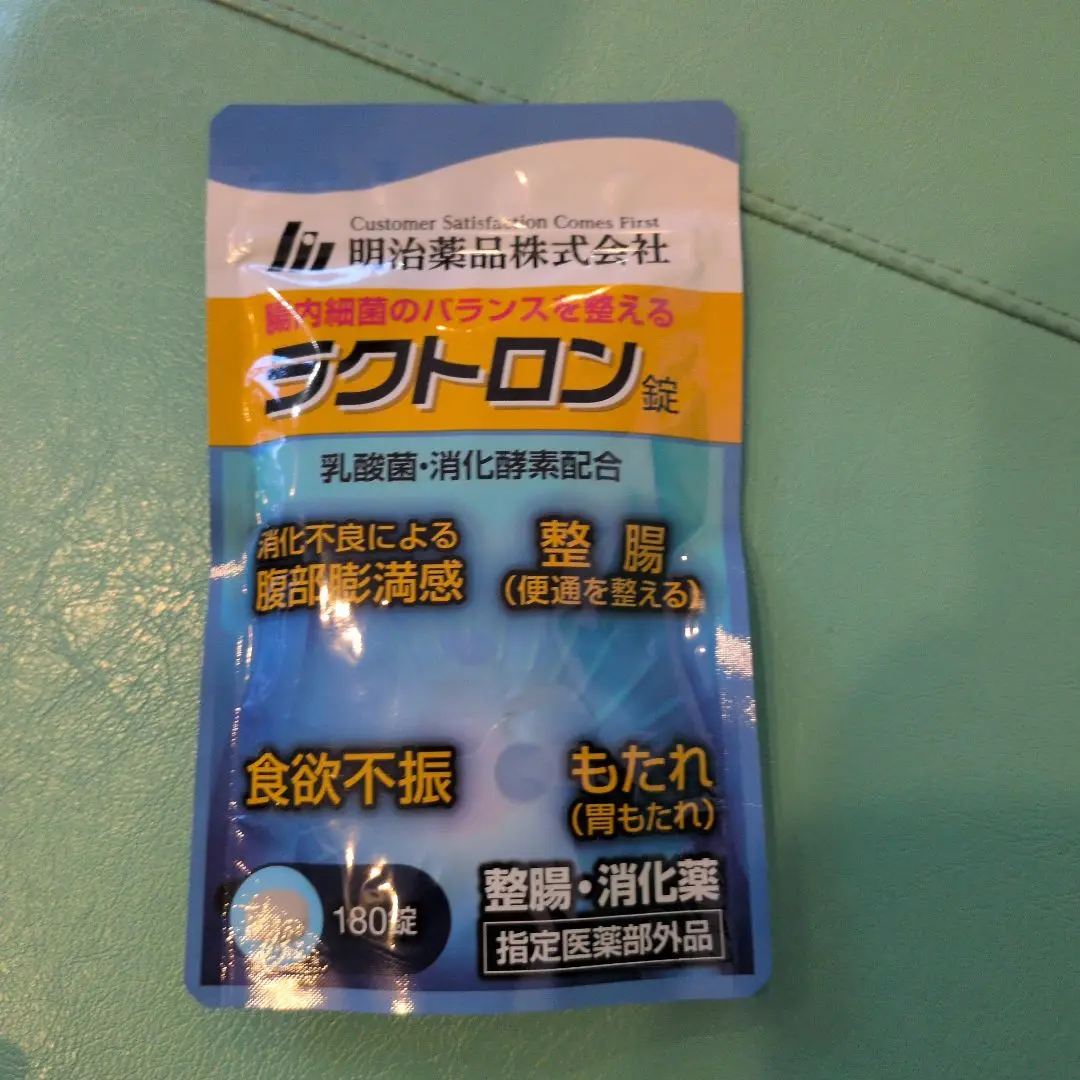 Customer Satisfaction Comes First
明治薬品株式会社
腸内細菌のバランスを整える
ラクトロン錠
乳酸菌・消化酵素配合
消化不良による
腹部膨満感
整腸
(便通を整える)
食欲不振
もたれ
(胃もたれ)
180錠
整腸・消化薬
指定医薬部外品